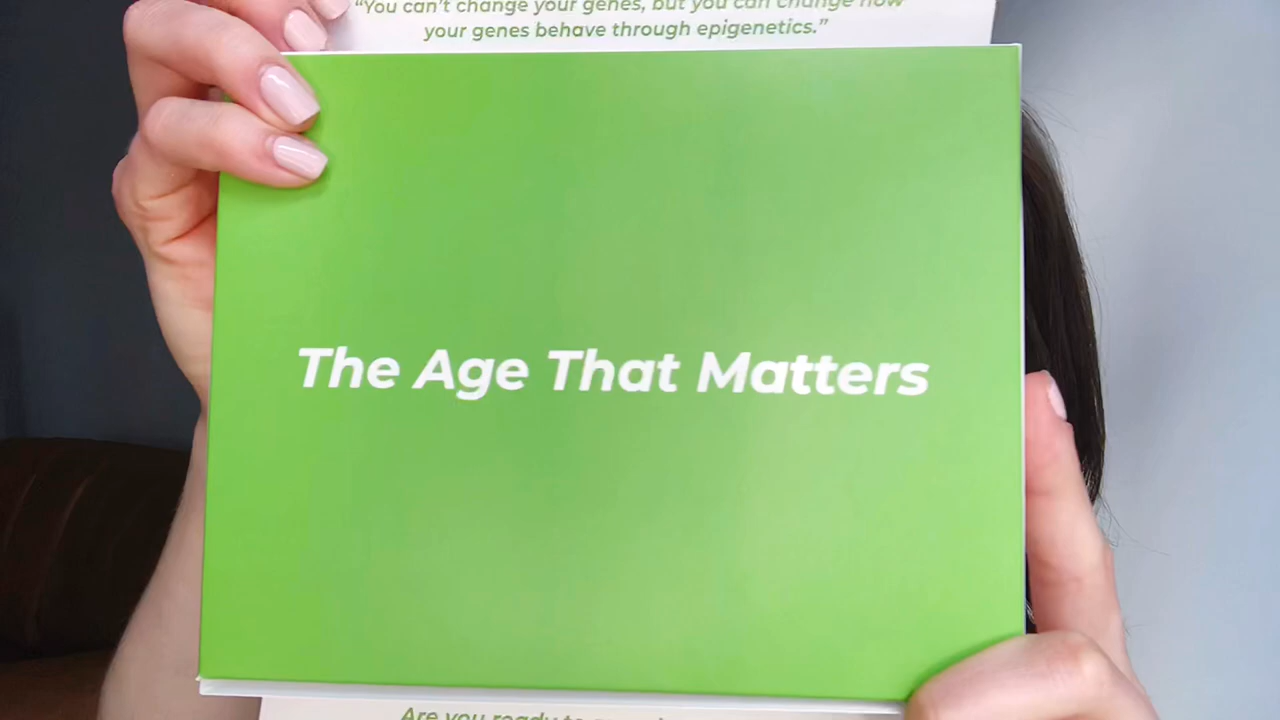 “You can’t change your genes, but you can change how
your genes behave through epigenetics.”
The Age That Matters
Are you ready to